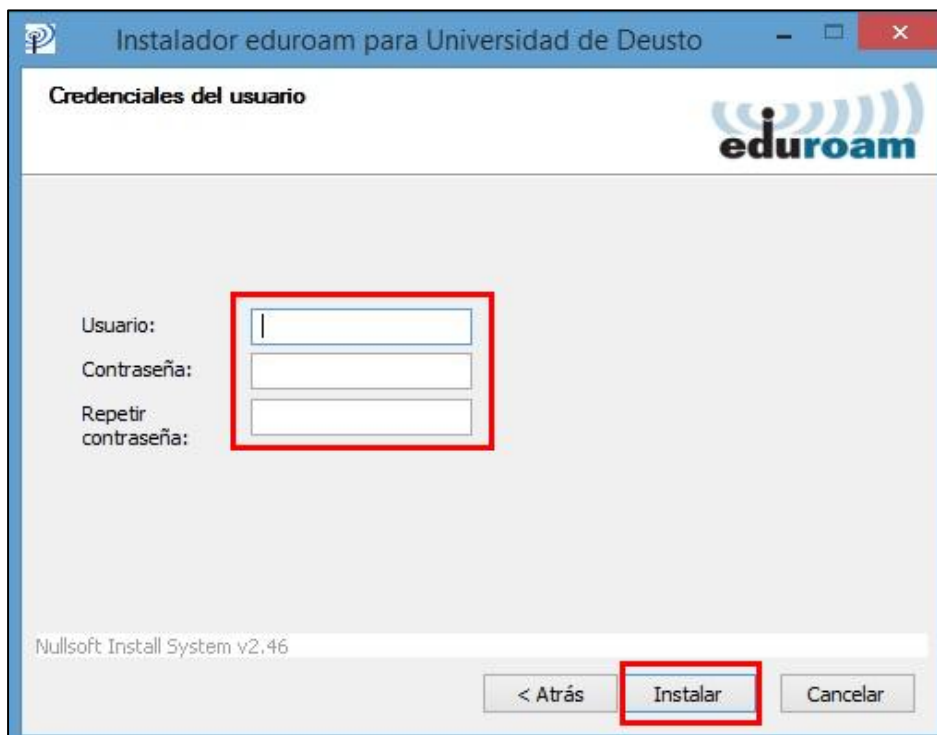 Instalador eduroam para Universidad de Deusto
Credenciales del usuario
eduroam
Usuario:
Contraseña:
Repetir
contraseña:
Nullsoft Install System v2.46
< Atrás
Instalar
Cancelar